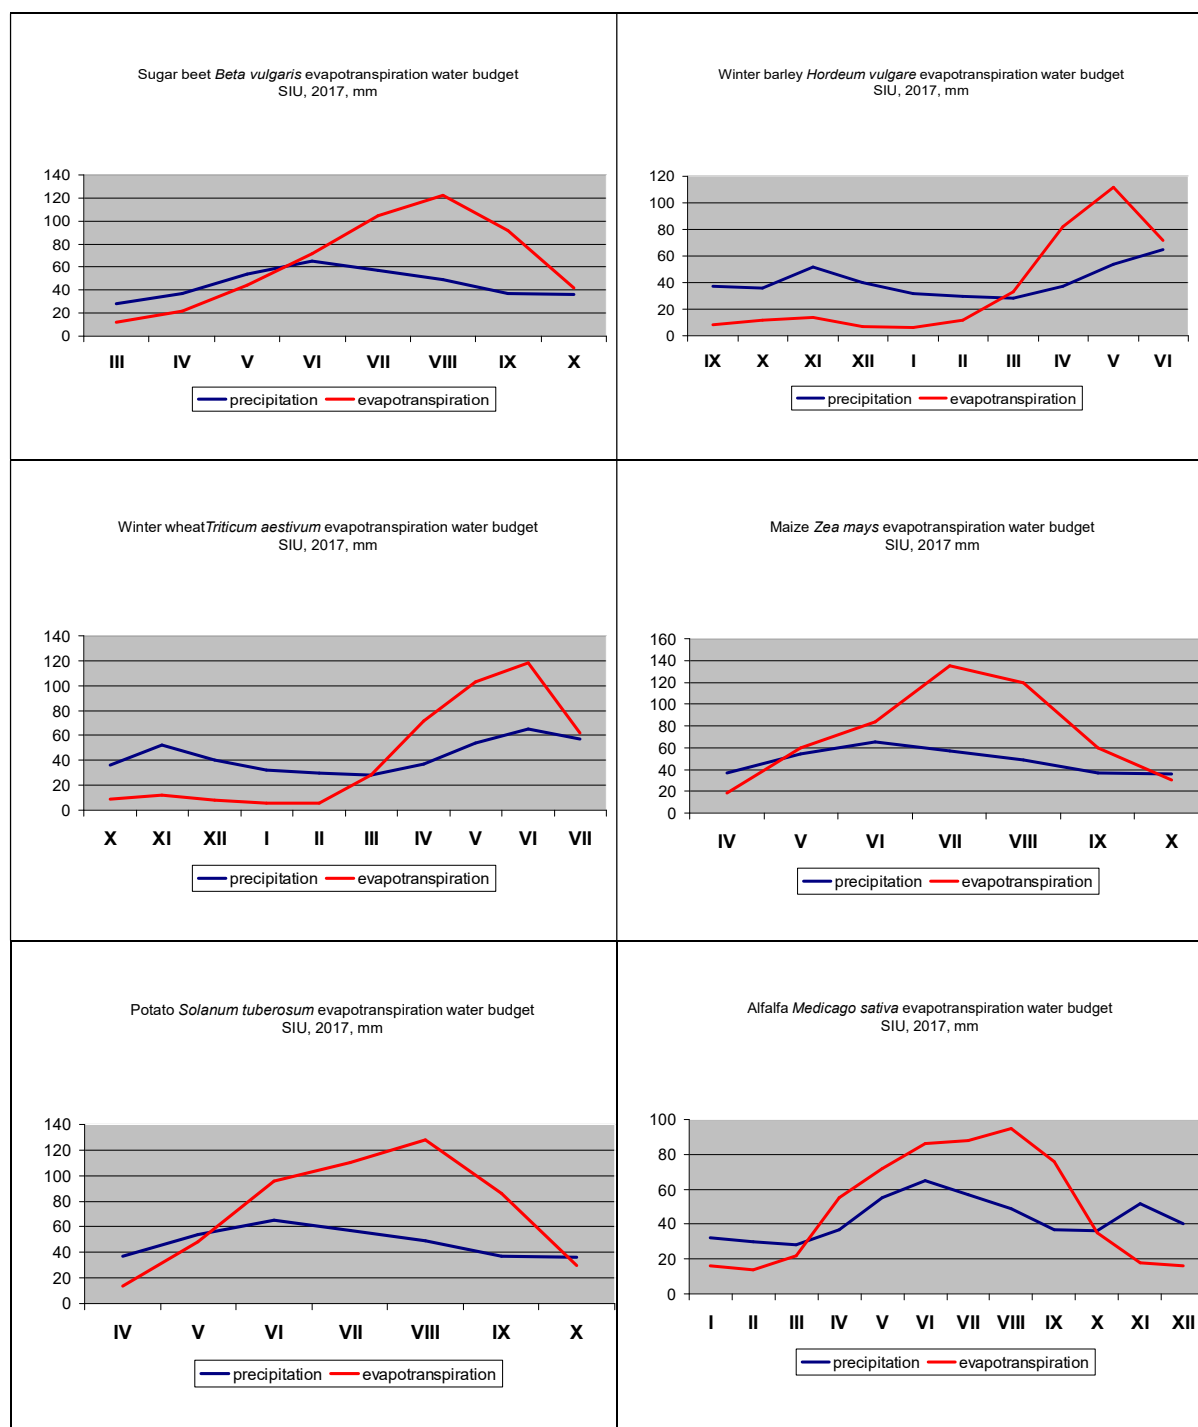 Sugar beet Beta vulgaris evapotranspiration water budget
SIU, 2017, mm
140
120
100
80
60
40
20
0
III IV V VI VII VIII IX X
precipitation evapotranspiration
Winter barley Hordeum vulgare evapotranspiration water budget
SIU, 2017, mm
120
100
80
60
40
20
0
IX X XI XII I II III IV V VI
precipitation evapotranspiration
Winter wheatTriticum aestivum evapotranspiration water budget
SIU, 2017, mm
140
120
100
80
60
40
20
0
X XI XII I II III IV V VI VII
precipitation evapotranspiration
Maize Zea mays evapotranspiration water budget
SIU, 2017 mm
160
140
120
100
80
60
40
20
0
IV V VI VII VIII IX X
precipitation evapotranspiration
Potato Solanum tuberosum evapotranspiration water budget
SIU, 2017, mm
140
120
100
80
60
40
20
0
IV V VI VII VIII IX X
precipitation evapotranspiration
Alfalfa Medicago sativa evapotranspiration water budget
SIU, 2017, mm
100
80
60
40
20
0
I II III IV V VI VII VIII IX X XI XII
precipitation evapotranspiration